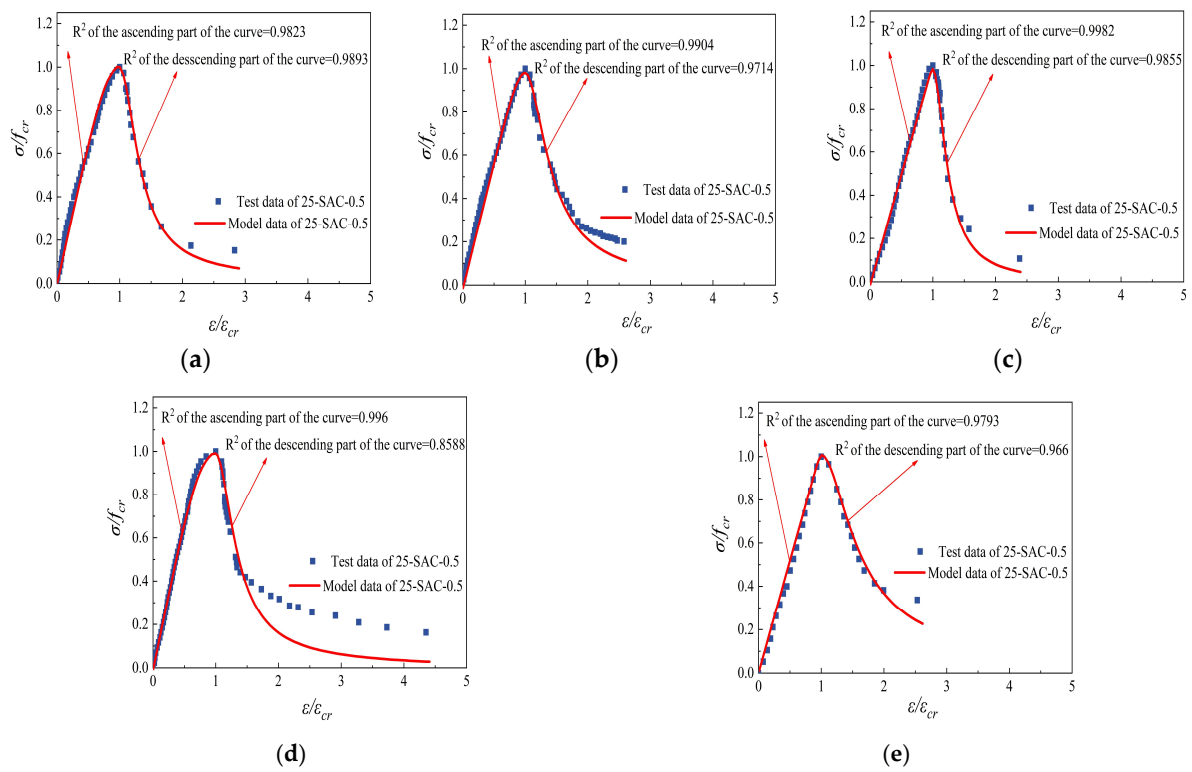 R² of the ascending part of the curve=0.9823
R² of the descending part of the curve=0.9893
σ/f_cr
1.2
1.0
0.8
0.6
0.4
0.2
0.0
Test data of 25-SAC-0.5
Model data of 25-SAC-0.5
0 1 2 3 4 5
ε/ε_cr
(a)
R² of the ascending part of the curve=0.9904
R² of the descending part of the curve=0.9714
σ/f_cr
1.2
1.0
0.8
0.6
0.4
0.2
0.0
Test data of 25-SAC-0.5
Model data of 25-SAC-0.5
0 1 2 3 4 5
ε/ε_cr
(b)
R² of the ascending part of the curve=0.9982
R² of the descending part of the curve=0.9855
σ/f_cr
1.2
1.0
0.8
0.6
0.4
0.2
0.0
Test data of 25-SAC-0.5
Model data of 25-SAC-0.5
0 1 2 3 4 5
ε/ε_cr
(c)
R² of the ascending part of the curve=0.996
R² of the descending part of the curve=0.8588
σ/f_cr
1.2
1.0
0.8
0.6
0.4
0.2
0.0
Test data of 25-SAC-0.5
Model data of 25-SAC-0.5
0 1 2 3 4 5
ε/ε_cr
(d)
R² of the ascending part of the curve=0.9793
R² of the descending part of the curve=0.966
σ/f_cr
1.2
1.0
0.8
0.6
0.4
0.2
0.0
Test data of 25-SAC-0.5
Model data of 25-SAC-0.5
0 1 2 3 4 5
ε/ε_cr
(e)